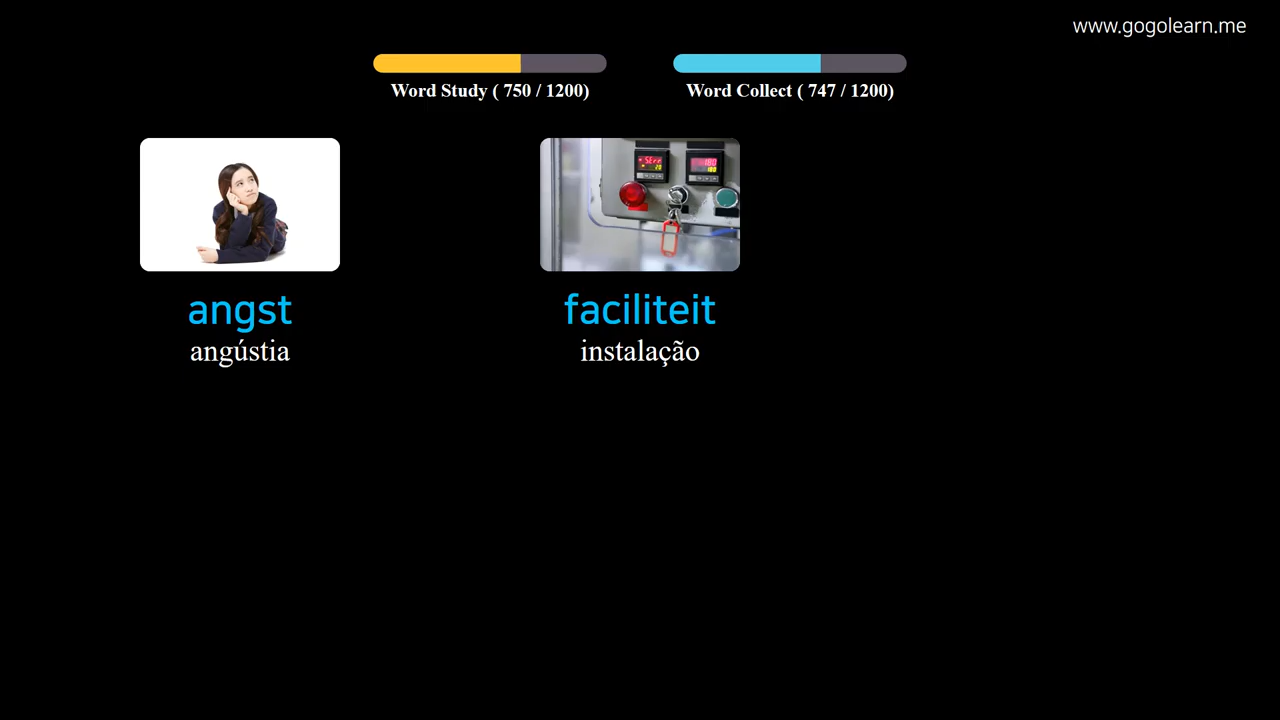 www.gogolearn.me
Word Study ( 750 / 1200)
Word Collect ( 747 / 1200)
angst
angústia
faciliteit
instalação